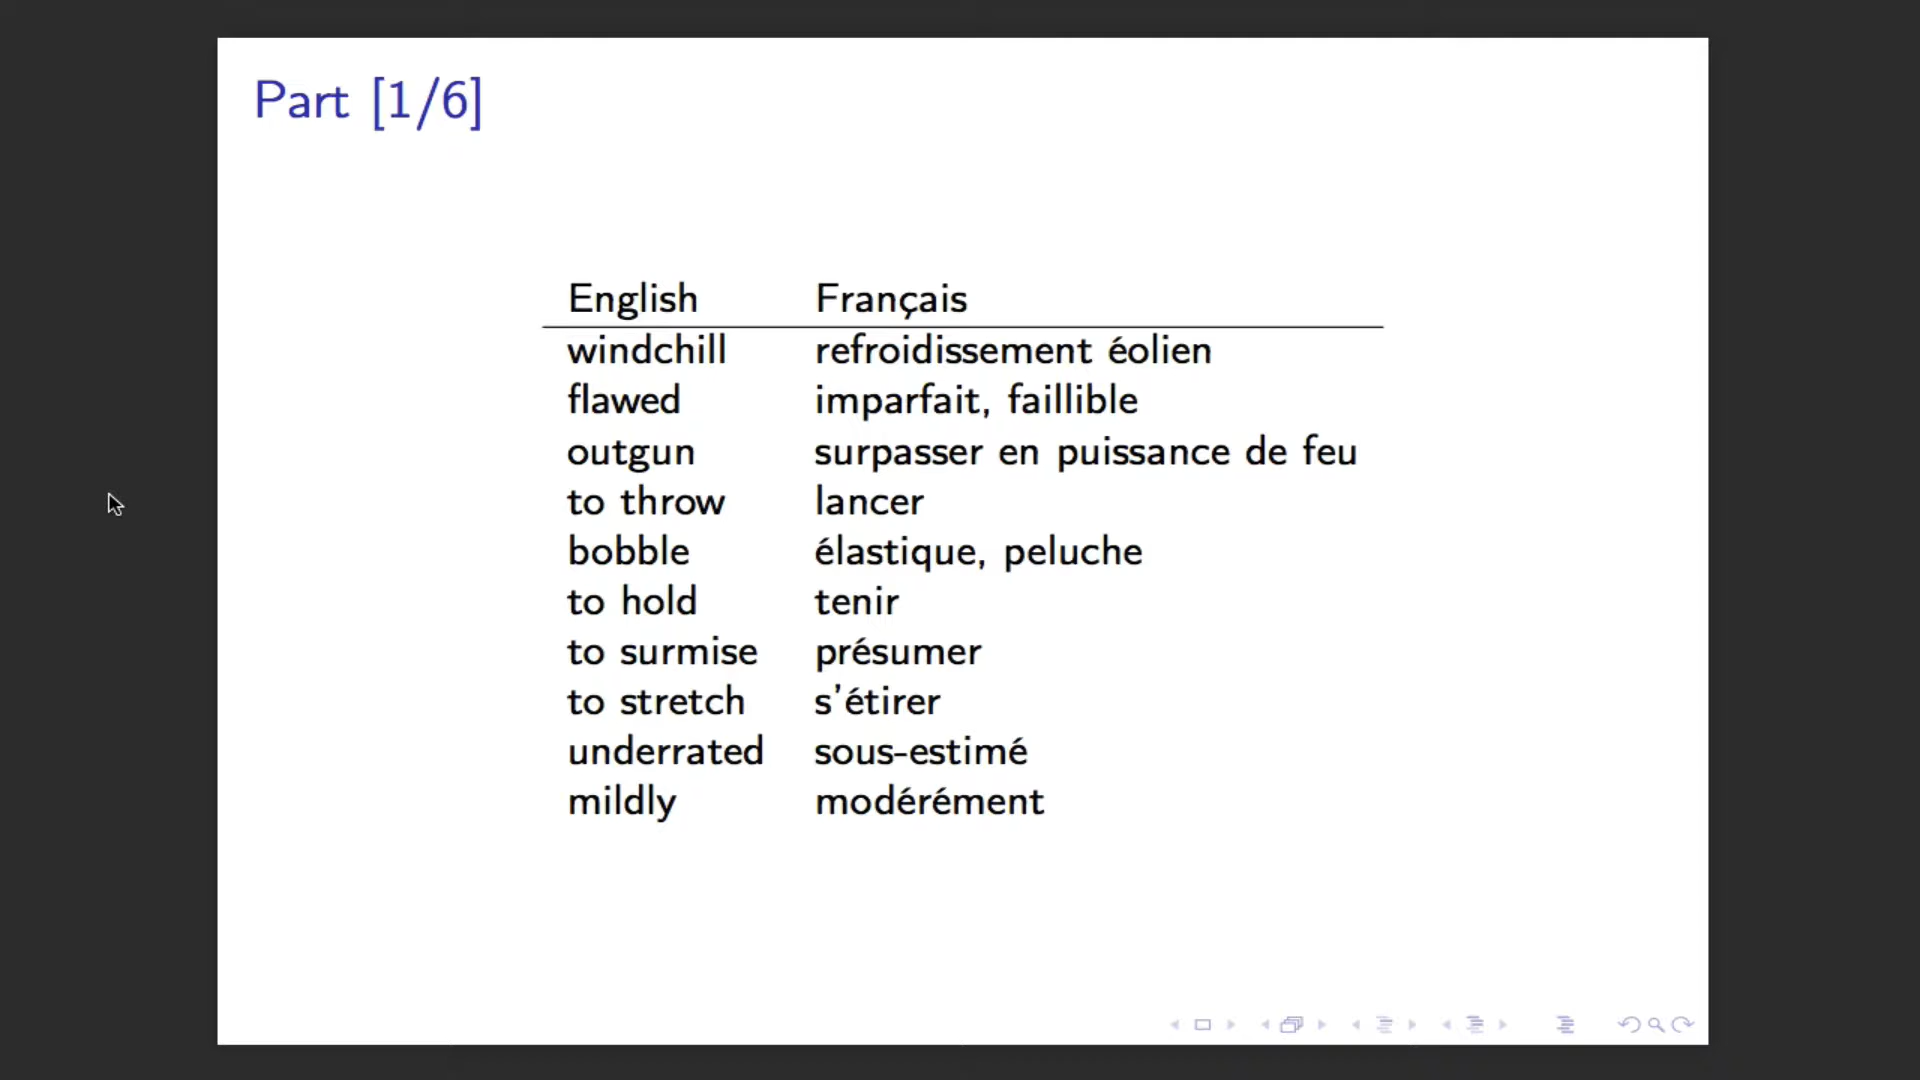 Part [1/6]
English Français
windchill refroidissement éolien
flawed imparfait, faillible
outgun surpasser en puissance de feu
to throw lancer
bobble élastique, peluche
to hold tenir
to surmise présumer
to stretch s'étirer
underrated sous-estimé
mildly modérément